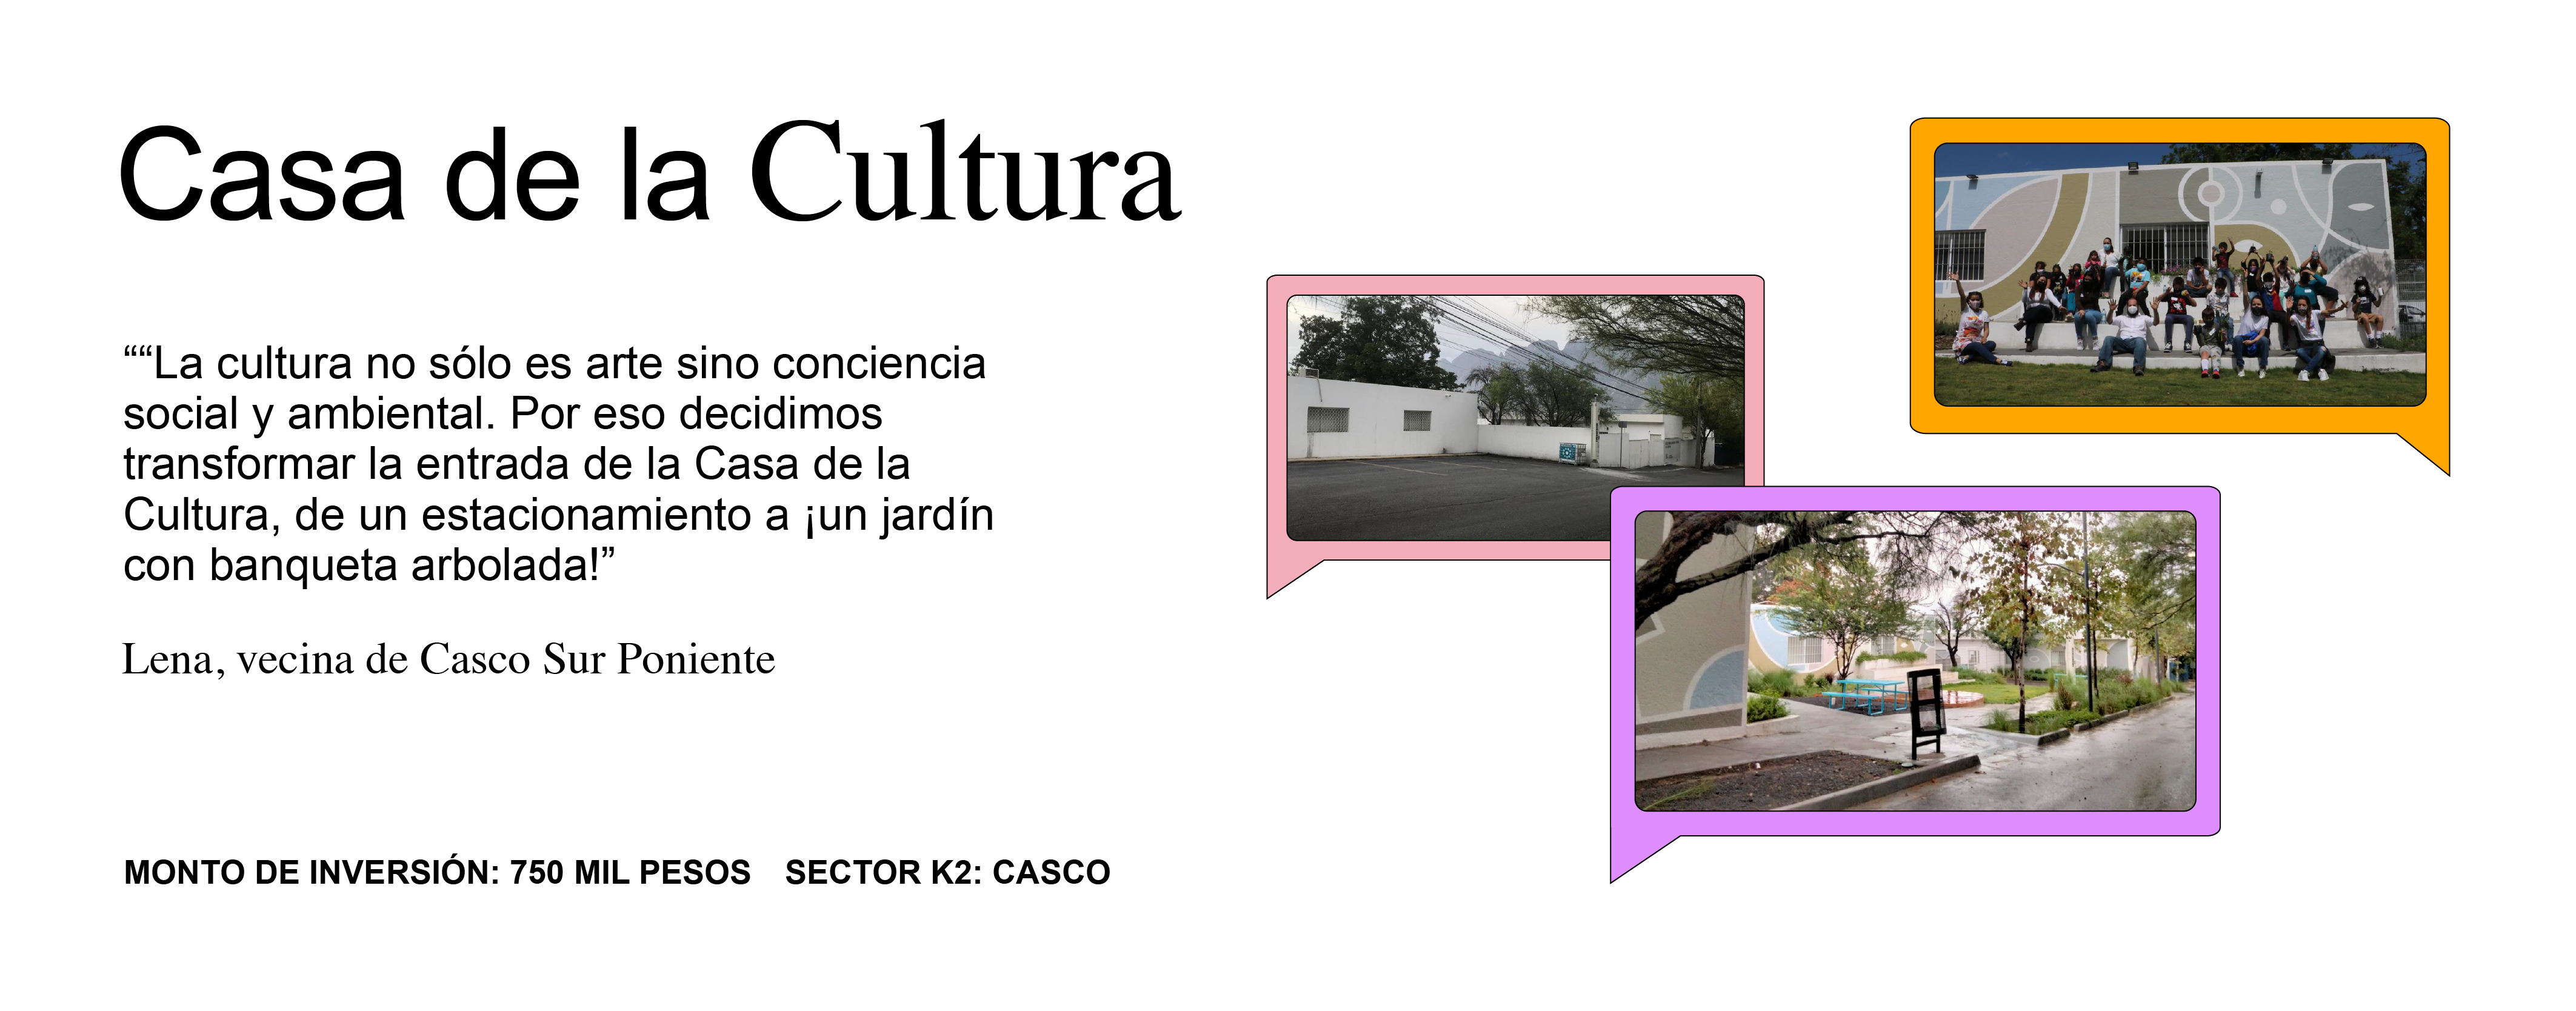 Casa de la Cultura
““La cultura no sólo es arte sino conciencia
social y ambiental. Por eso decidimos
transformar la entrada de la Casa de la
Cultura, de un estacionamiento a ¡un jardín
con banqueta arbolada!”
Lena, vecina de Casco Sur Poniente
MONTO DE INVERSIÓN: 750 MIL PESOS SECTOR K2: CASCO